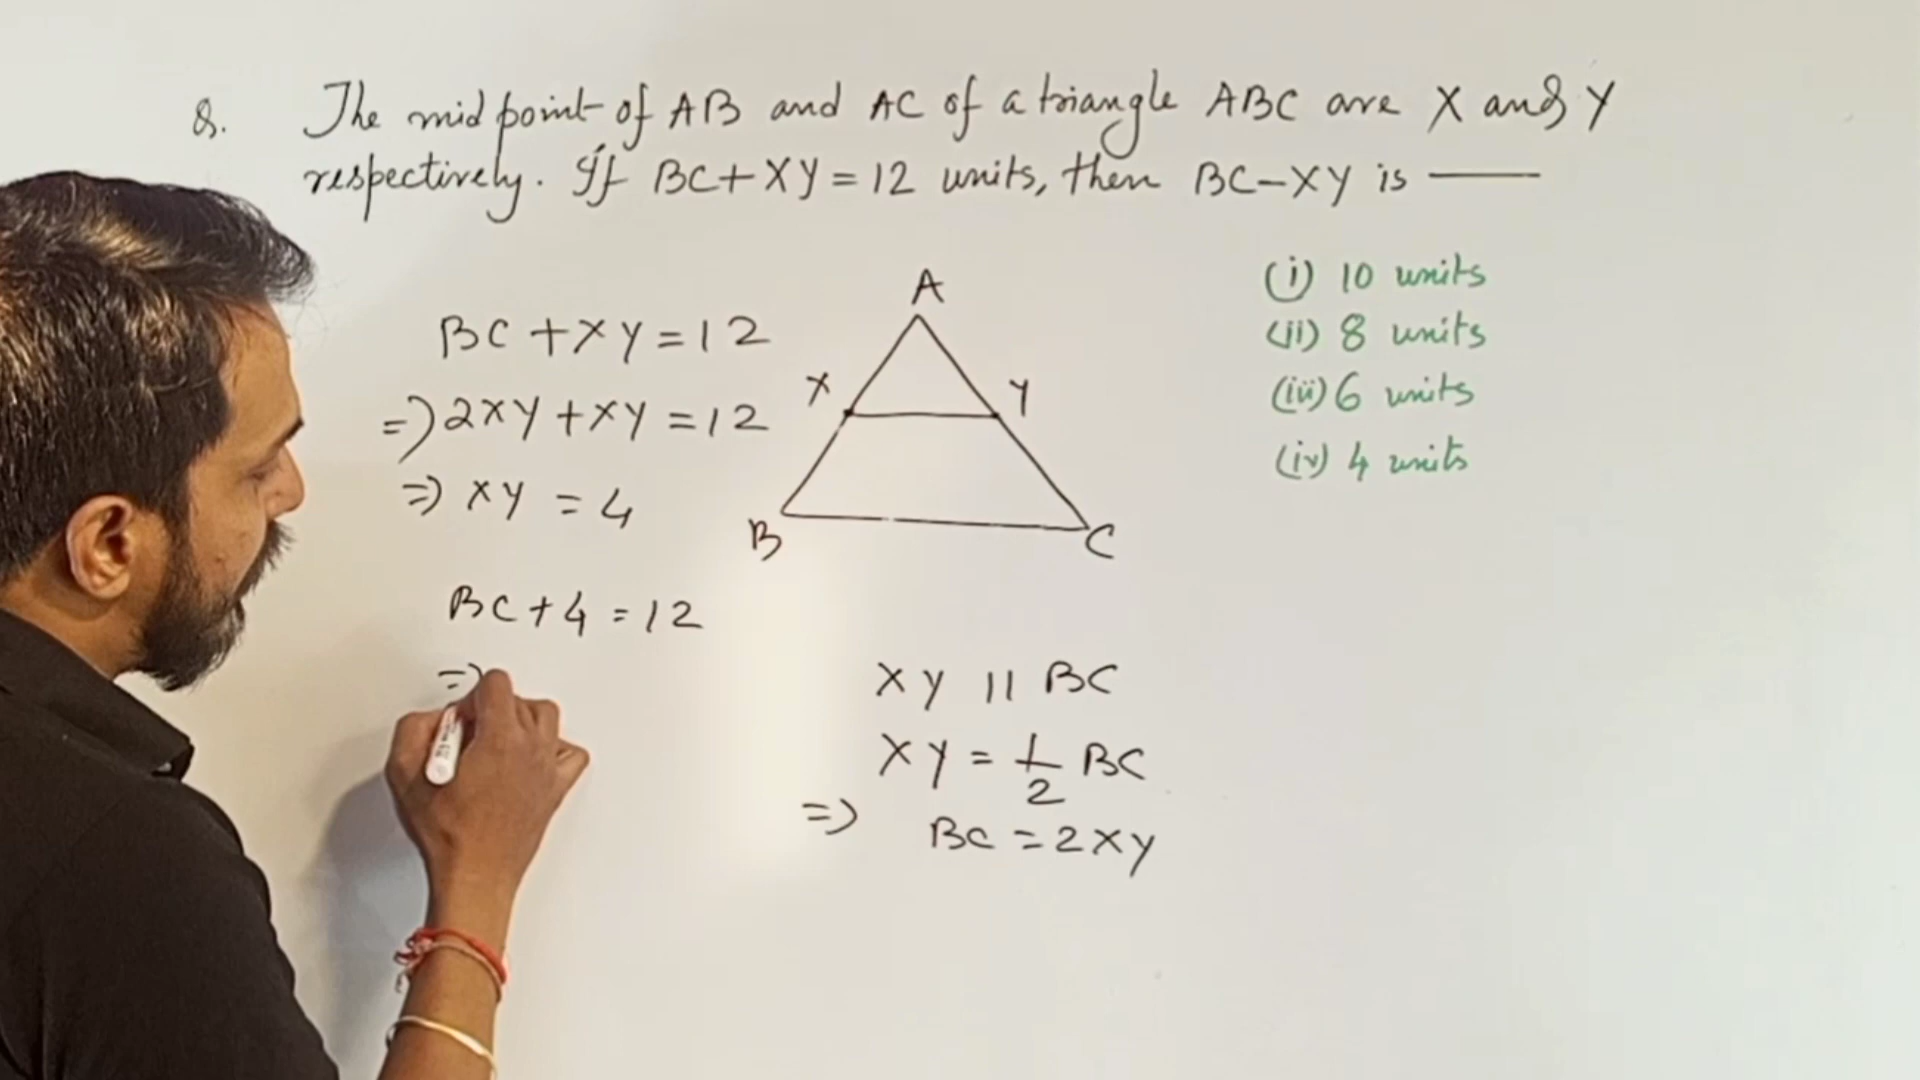 Q. The mid point of AB and AC of a triangle ABC are X and Y
respectively. If BC+XY=12 units, then BC-XY is ——
(i) 10 units
(ii) 8 units
(iii) 6 units
(iv) 4 units
BC+XY=12
=> 2XY+XY=12
=> XY=4
BC+4=12
=>
A
X
Y
B
C
XY || BC
XY = 1/2 BC
=> BC=2XY